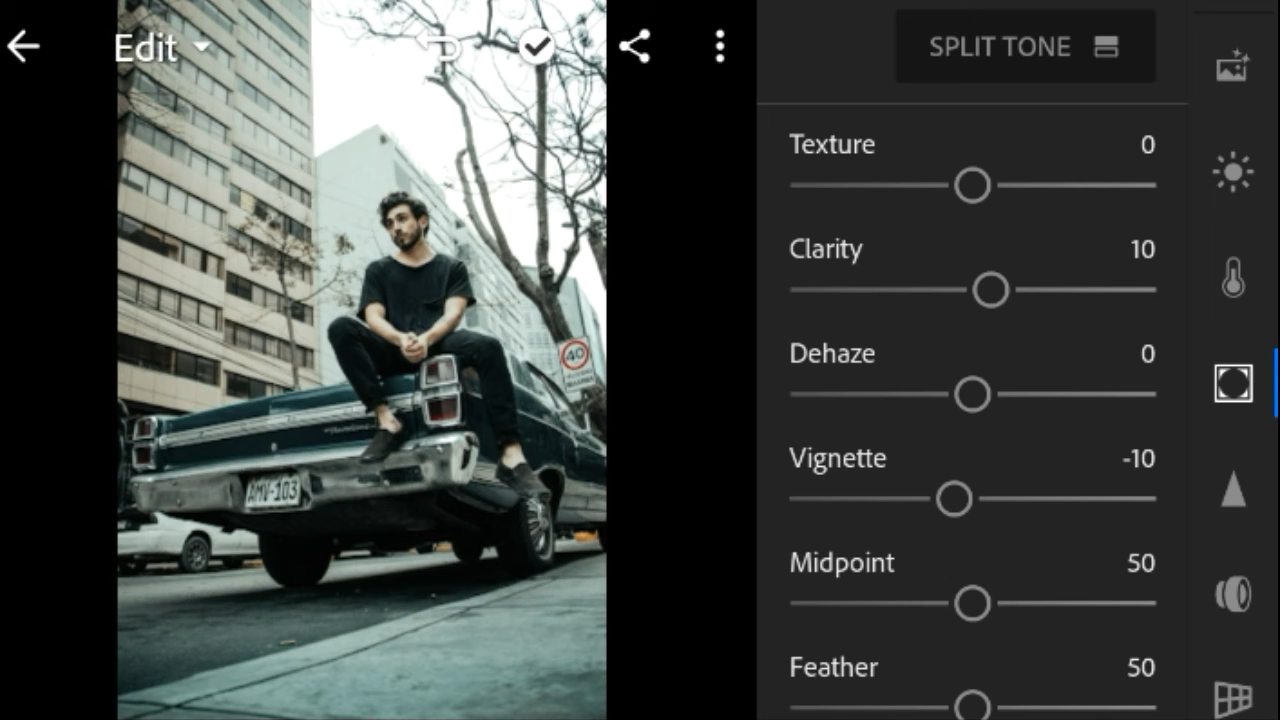 Edit
SPLIT TONE
Texture 0
Clarity 10
Dehaze 0
Vignette -10
Midpoint 50
Feather 50
40
AMV-103